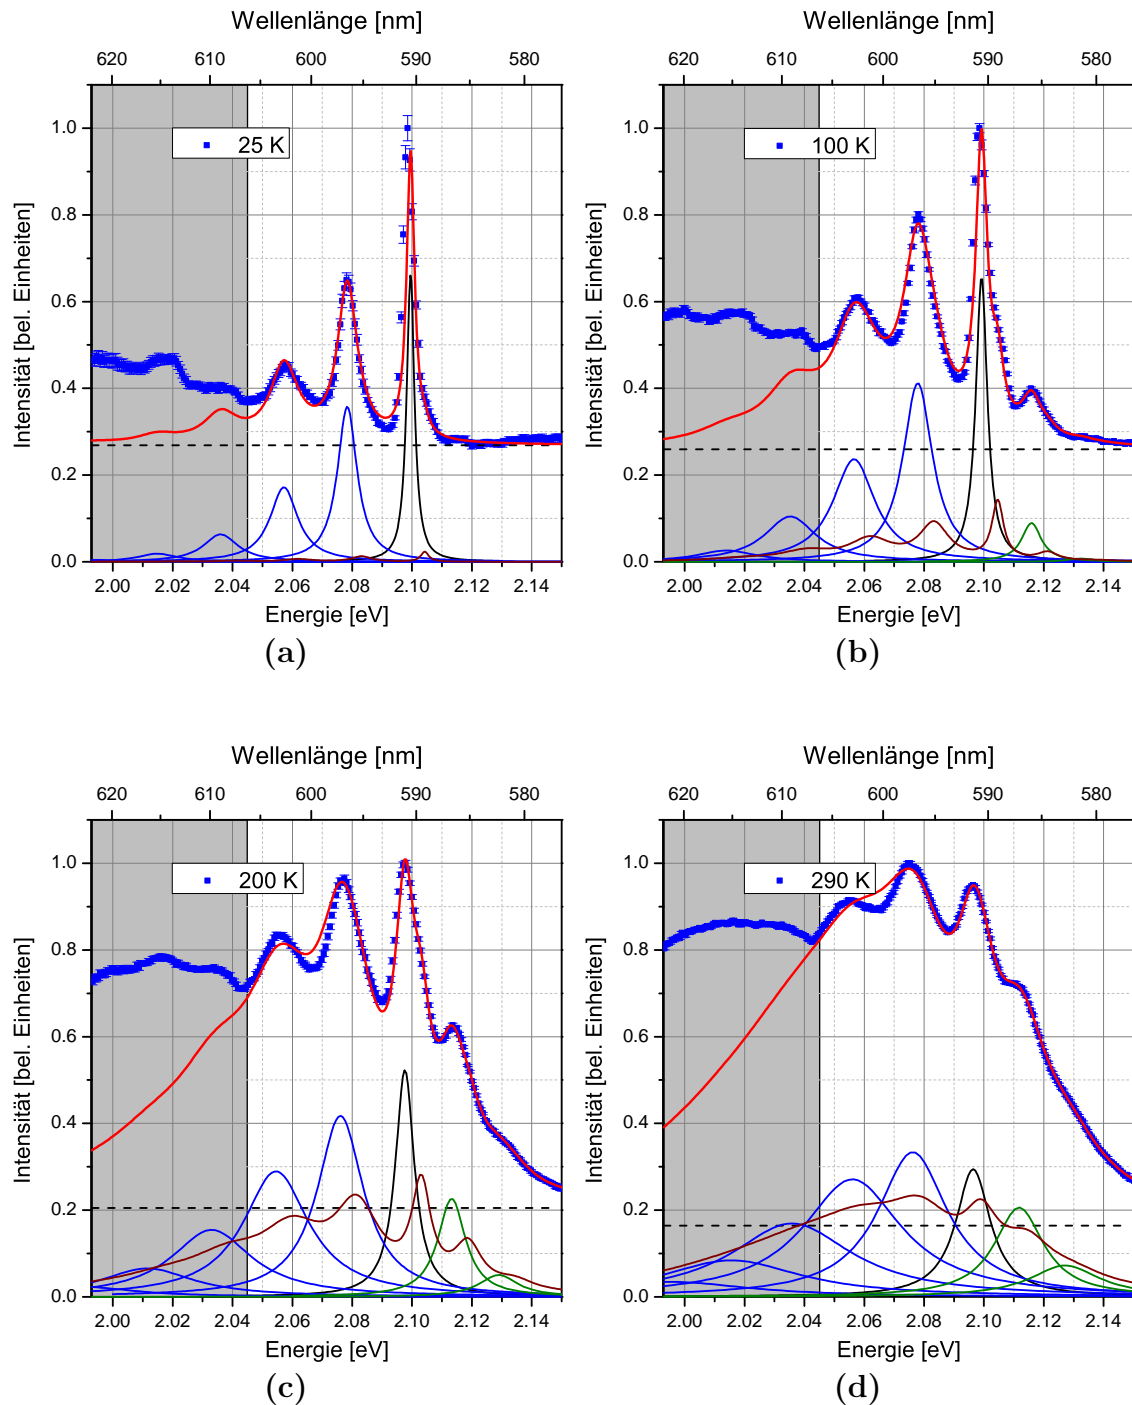 Wellenlänge [nm]
620 610 600 590 580
1.0
0.8
0.6
0.4
0.2
0.0
Intensität [bel. Einheiten]
25 K
2.00 2.02 2.04 2.06 2.08 2.10 2.12 2.14
Energie [eV]
(a)
Wellenlänge [nm]
620 610 600 590 580
1.0
0.8
0.6
0.4
0.2
0.0
Intensität [bel. Einheiten]
100 K
2.00 2.02 2.04 2.06 2.08 2.10 2.12 2.14
Energie [eV]
(b)
Wellenlänge [nm]
620 610 600 590 580
1.0
0.8
0.6
0.4
0.2
0.0
Intensität [bel. Einheiten]
200 K
2.00 2.02 2.04 2.06 2.08 2.10 2.12 2.14
Energie [eV]
(c)
Wellenlänge [nm]
620 610 600 590 580
1.0
0.8
0.6
0.4
0.2
0.0
Intensität [bel. Einheiten]
290 K
2.00 2.02 2.04 2.06 2.08 2.10 2.12 2.14
Energie [eV]
(d)